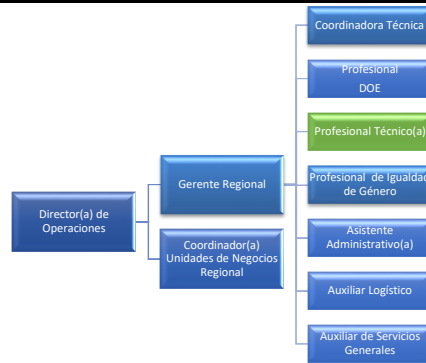 Director(a) de
Operaciones
Gerente Regional
Coordinador(a)
Unidades de Negocios
Regional
Coordinadora Técnica
Profesional
DOE
Profesional Técnico(a)
Profesional de Igualdad
de Género
Asistente
Administrativo(a)
Auxiliar Logístico
Auxiliar de Servicios
Generales